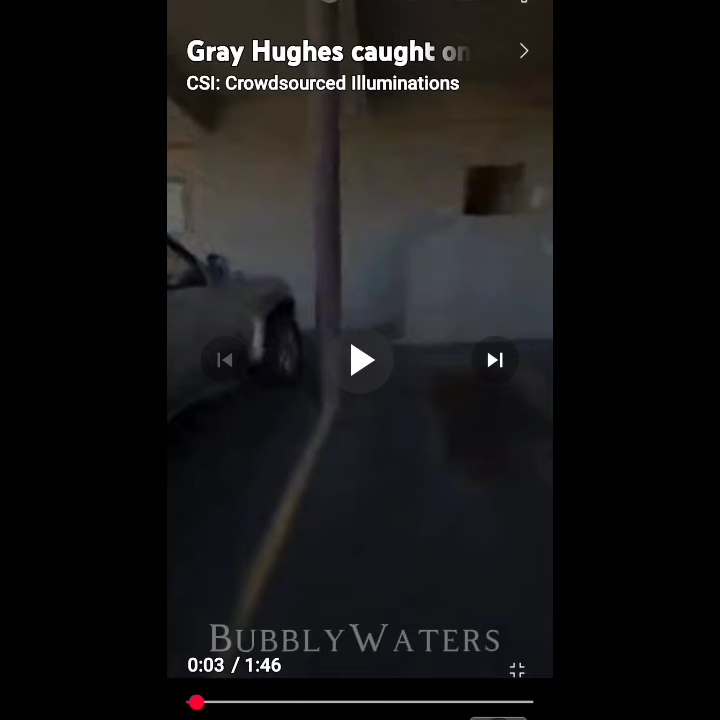 Gray Hughes caught on
CSI: Crowdsourced Illuminations
BUBBLYWATERS
0:03 / 1:46